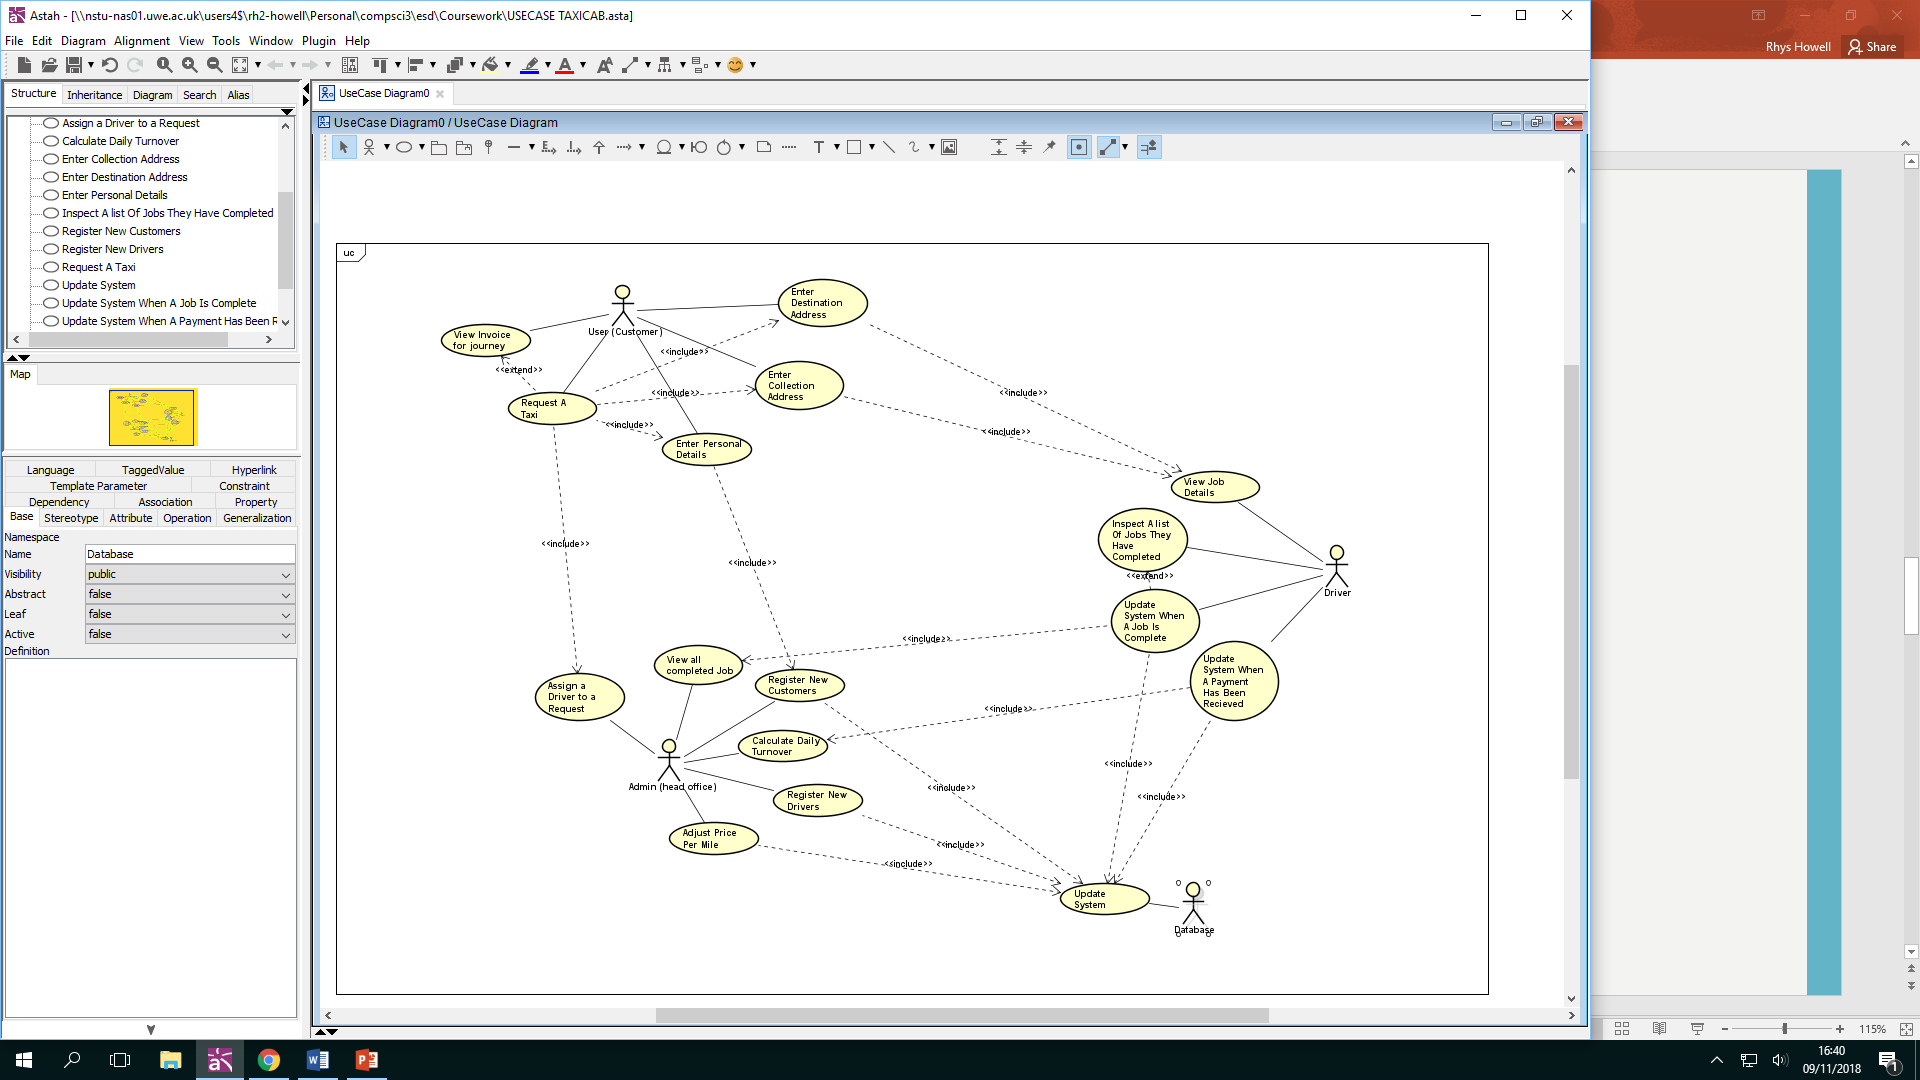 Astah - [\\nstu-nas01.uwe.ac.uk\users4$\rh2-howell\Personal\compsci3\esd\Coursework\USECASE TAXICAB.asta]
File Edit Diagram Alignment View Tools Window Plugin Help
Rhys Howell Share
Structure Inheritance Diagram Search Alias
UseCase Diagram0
UseCase Diagram0 / UseCase Diagram
Assign a Driver to a Request
Calculate Daily Turnover
Enter Collection Address
Enter Destination Address
Enter Personal Details
Inspect A list Of Jobs They Have Completed
Register New Customers
Register New Drivers
Request A Taxi
Update System
Update System When A Job Is Complete
Update System When A Payment Has Been R
Map
Language TaggedValue Hyperlink
Template Parameter Constraint
Dependency Association Property
Base Stereotype Attribute Operation Generalization
Namespace
Name Database
Visibility public
Abstract false
Leaf false
Active false
Definition
uc
User (Customer)
Enter
Destination
Address
View Invoice
for journey
<<include>>
<<extend>>
Enter
Collection
Address
<<include>>
<<include>>
Request A
Taxi
<<include>>
<<include>>
Enter Personal
Details
View Job
Details
Inspect A list
Of Jobs They
Have
Completed
<<include>>
<<include>>
<<extend>>
Driver
Update
System When
A Job Is
Complete
<<include>>
View all
completed Job
Register New
Customers
Update
System When
A Payment
Has Been
Recieved
Assign a
Driver to a
Request
<<include>>
Calculate Daily
Turnover
Admin (head office)
<<include>>
<<include>>
<<include>>
Register New
Drivers
Adjust Price
Per Mile
<<include>>
<<include>>
Update
System
Database
115%
16:40
09/11/2018
1